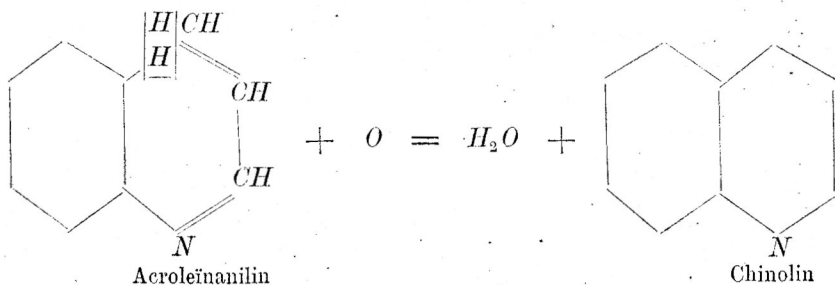 H CH
H
CH
+ O = H₂O +
CH
N N
Acroleïnanilin Chinolin